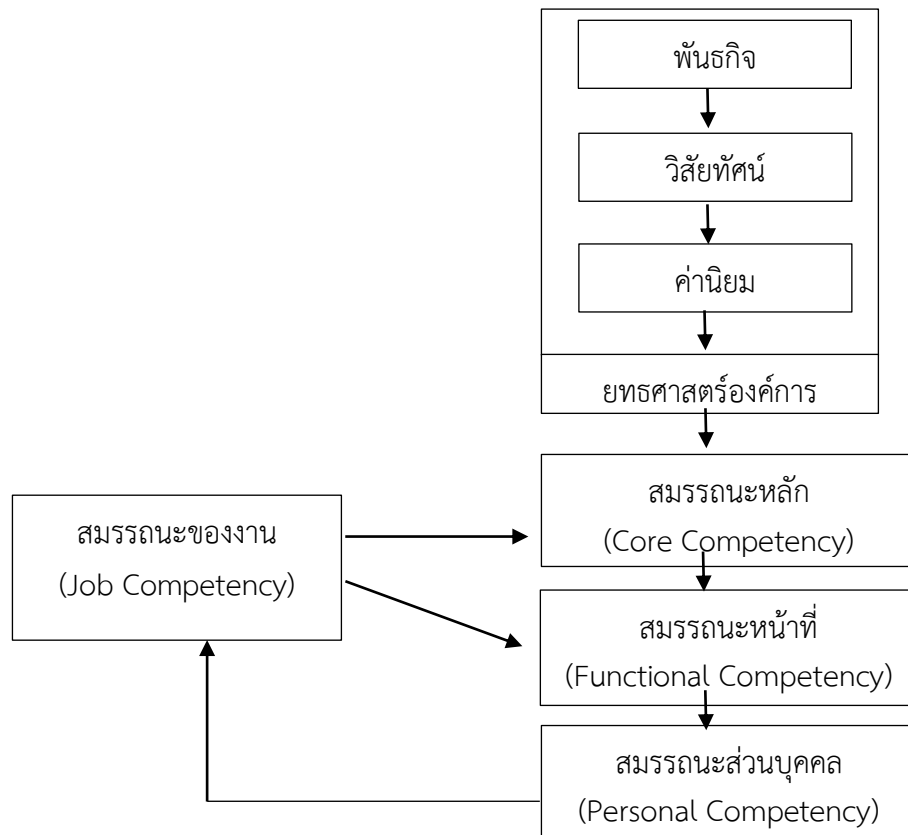 พันธกิจ
วิสัยทัศน์
ค่านิยม
ยทธศาสตร์องค์การ
สมรรถนะหลัก
(Core Competency)
สมรรถนะของงาน
(Job Competency)
สมรรถนะหน้าที่
(Functional Competency)
สมรรถนะส่วนบุคคล
(Personal Competency)